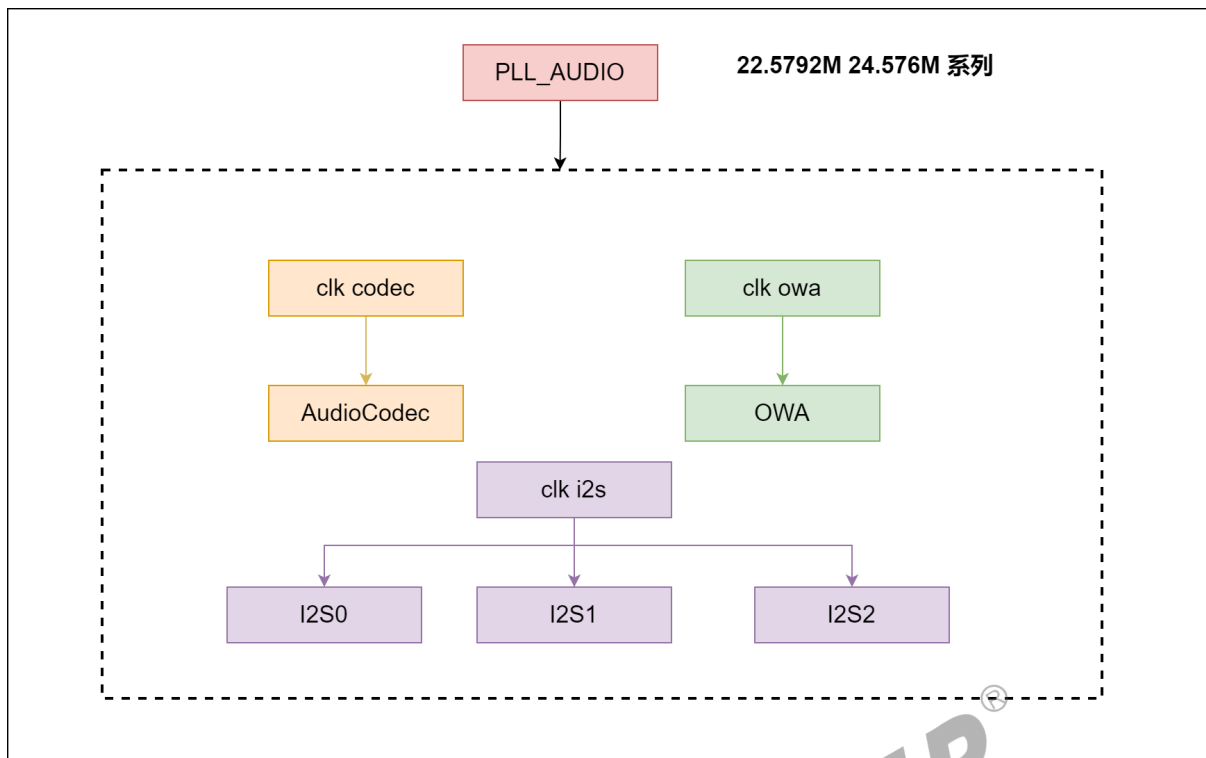 PLL_AUDIO
22.5792M 24.576M 系列
clk codec
clk owa
AudioCodec
OWA
clk i2s
I2S0
I2S1
I2S2
®